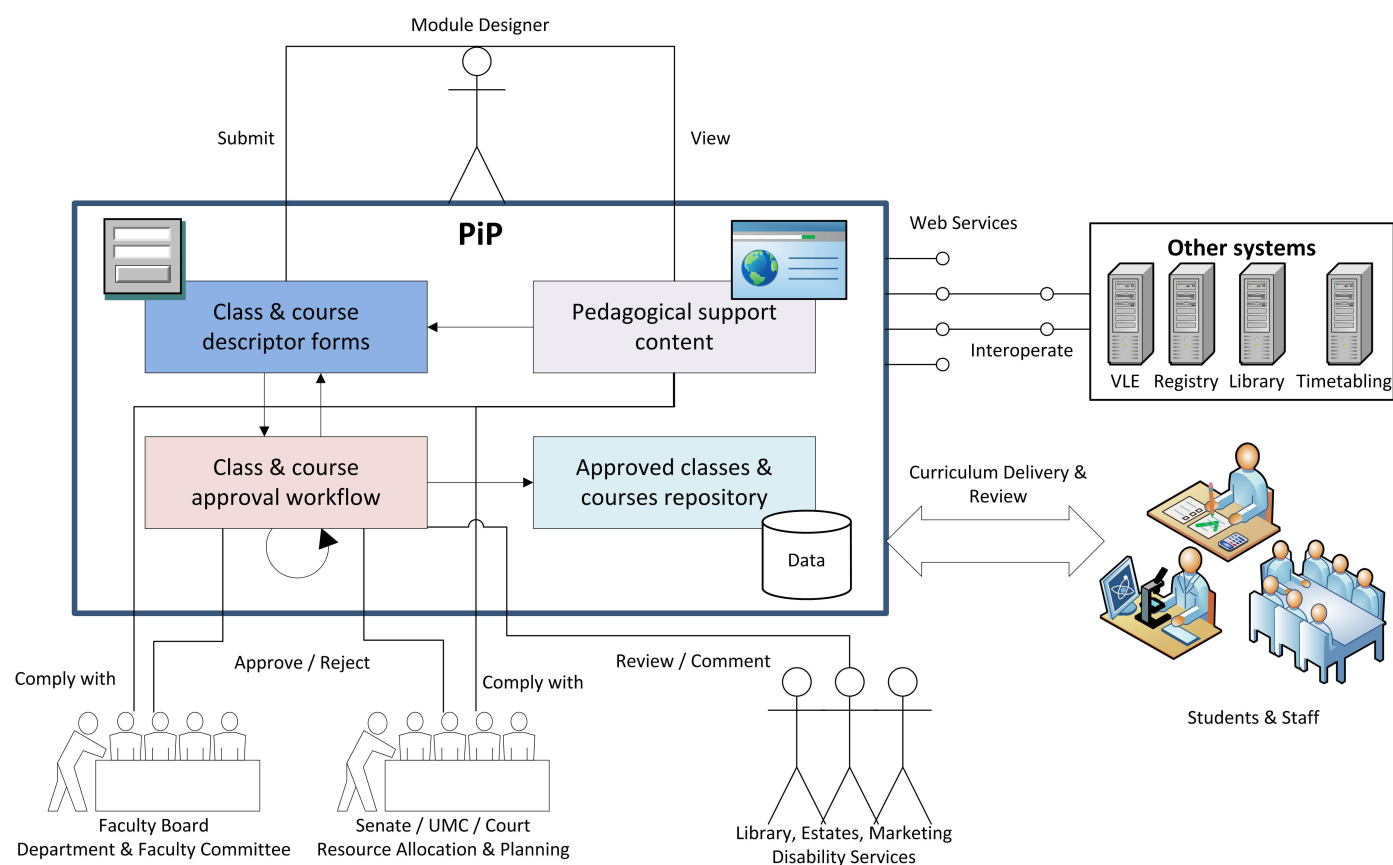 Module Designer
Submit
View
PiP
Web Services
Other systems
Class & course
descriptor forms
Pedagogical support
content
Interoperate
VLE Registry Library Timetabling
Class & course
approval workflow
Approved classes &
courses repository
Curriculum Delivery &
Review
Data
Approve / Reject
Review / Comment
Comply with
Comply with
Students & Staff
Faculty Board
Department & Faculty Committee
Senate / UMC / Court
Resource Allocation & Planning
Library, Estates, Marketing
Disability Services